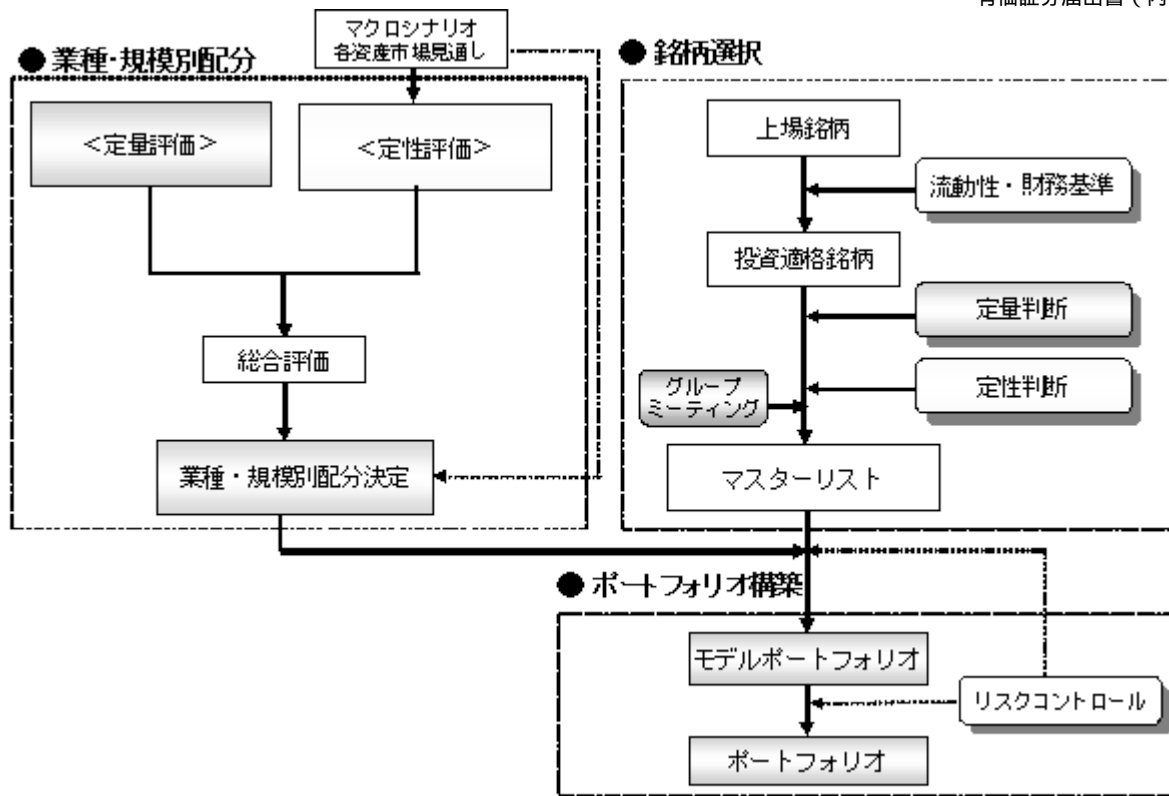 有価証券届出書(内
マクロシナリオ
各資産市場見通し
●業種・規模別配分
<定量評価>
<定性評価>
総合評価
業種・規模別配分決定
●銘柄選択
上場銘柄
流動性・財務基準
投資適格銘柄
定量判断
定性判断
グループ
ミーティング
マスターリスト
●ポートフォリオ構築
モデルポートフォリオ
リスクコントロール
ポートフォリオ